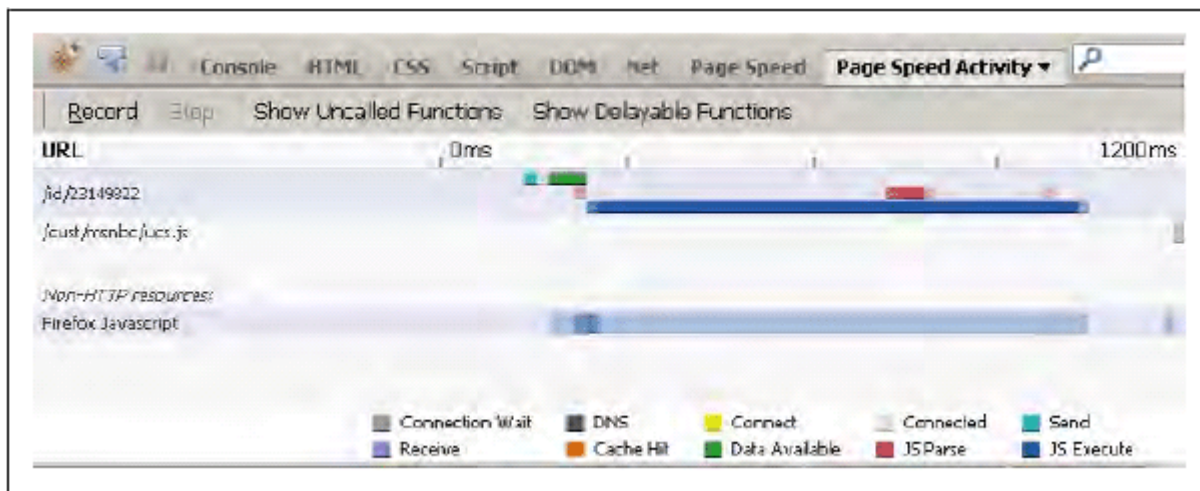 Console HTML CSS Script DOM Net Page Speed Page Speed Activity ▾
Record Stop Show Uncalled Functions Show Delayable Functions
URL 0ms 1200ms
/id/23149822
/cust/msnbc/ucs.js
Non-HTTP resources:
Firefox Javascript
Connection Wait DNS Connect Connected Send
Receive Cache Hit Data Available JS Parse JS Execute